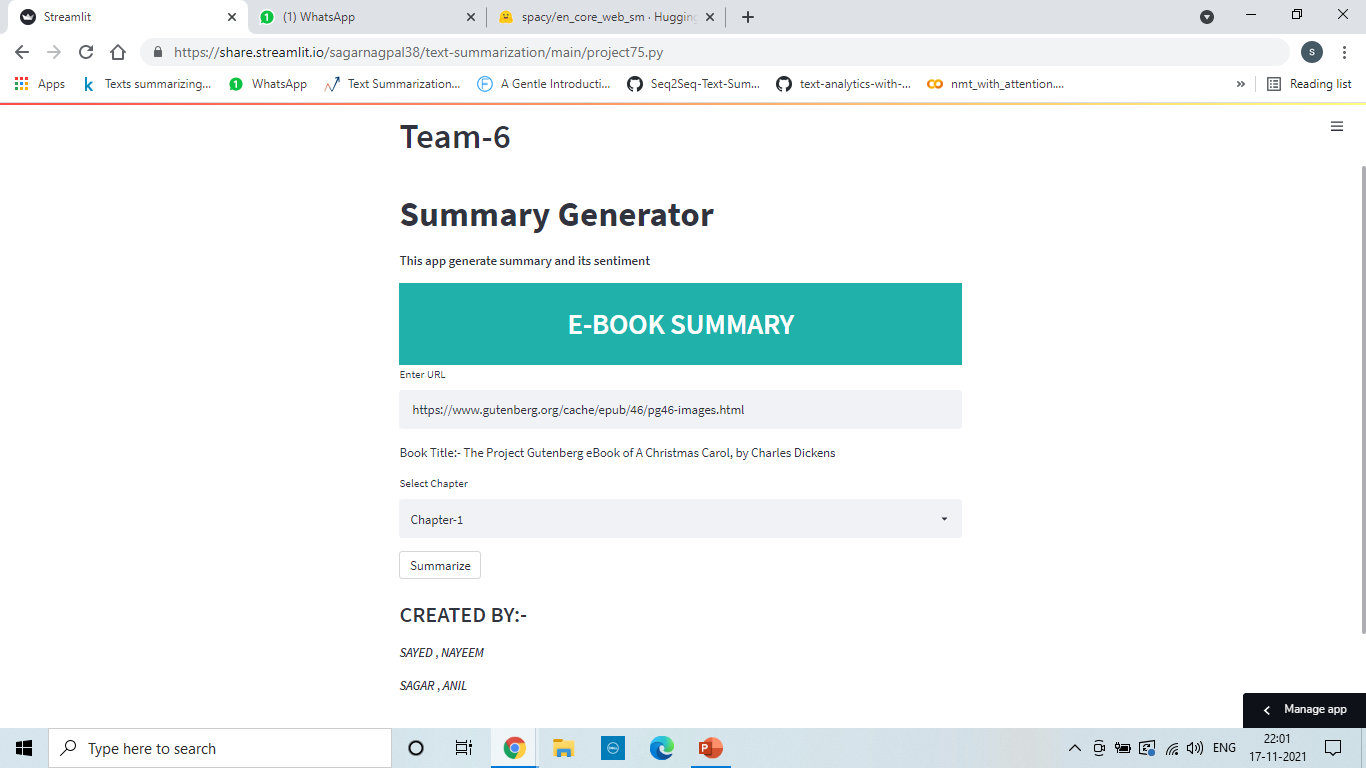 Streamlit
(1) WhatsApp
spacy/en_core_web_sm · Hugging
https://share.streamlit.io/sagarnagpal38/text-summarization/main/project75.py
S
Apps
Texts summarizing...
WhatsApp
Text Summarization...
A Gentle Introducti...
Seq2Seq-Text-Sum...
text-analytics-with-...
nmt_with_attention....
»
Reading list
Team-6
Summary Generator
This app generate summary and its sentiment
E-BOOK SUMMARY
Enter URL
https://www.gutenberg.org/cache/epub/46/pg46-images.html
Book Title:- The Project Gutenberg eBook of A Christmas Carol, by Charles Dickens
Select Chapter
Chapter-1
Summarize
CREATED BY:-
SAYED , NAYEEM
SAGAR , ANIL
Manage app
Type here to search
ENG
22:01
17-11-2021